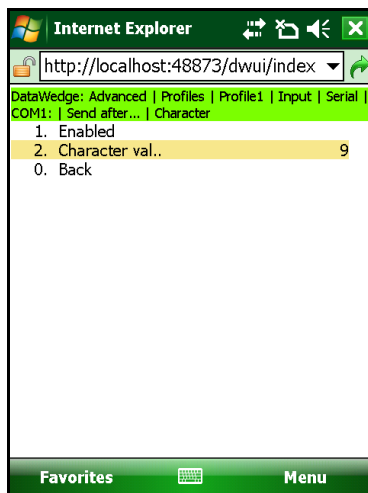 Internet Explorer
http://localhost:48873/dwui/index
DataWedge: Advanced | Profiles | Profile1 | Input | Serial |
COM1: | Send after... | Character
1. Enabled
2. Character val.. 9
0. Back
Favorites Menu